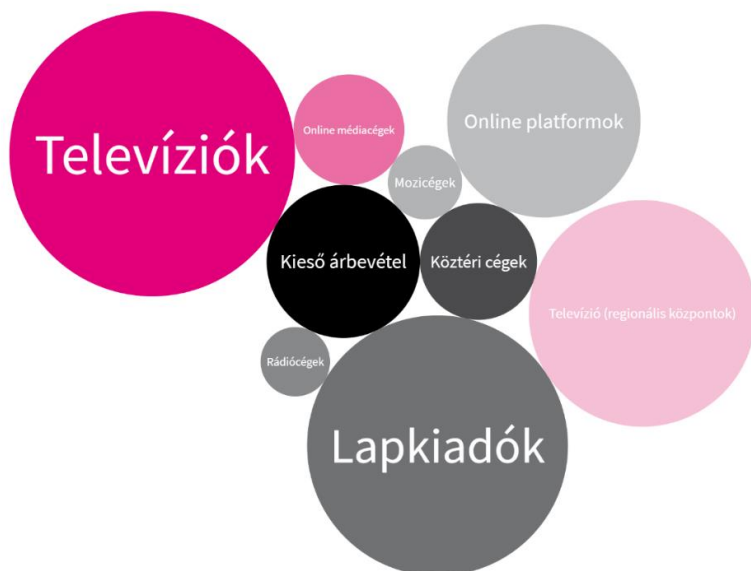 Televíziók
Online médiacégek
Online platformok
Mozicégek
Kieső árbevétel
Köztéri cégek
Televízió (regionális központok)
Rádiócégek
Lapkiadók